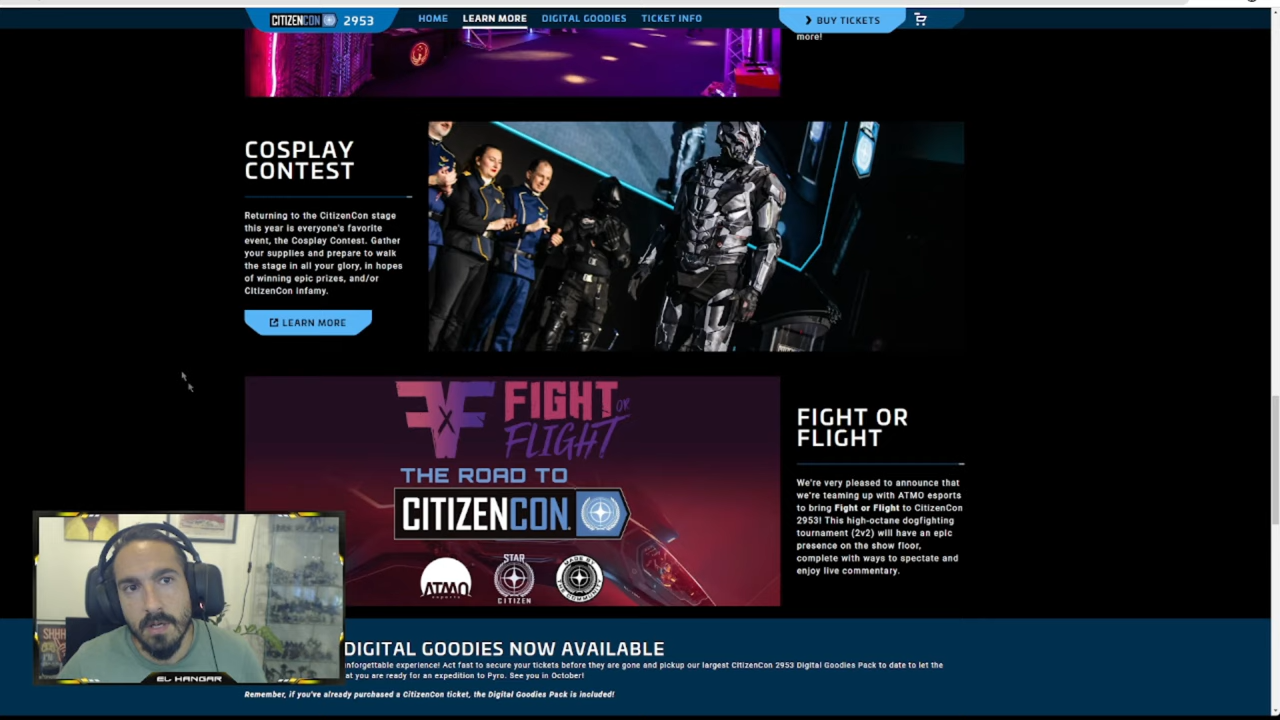 CITIZENCON 2953
HOME LEARN MORE DIGITAL GOODIES TICKET INFO
BUY TICKETS
more!
COSPLAY
CONTEST
Returning to the CitizenCon stage
this year is everyone's favorite
event, the Cosplay Contest. Gather
your supplies and prepare to walk
the stage in all your glory, in hopes
of winning epic prizes, and/or
CitizenCon infamy.
LEARN MORE
FxF FIGHT OR
FLIGHT
THE ROAD TO
CITIZENCON
ATMO
esports
STAR
CITIZEN
MADE BY
THE COMMUNITY
FIGHT OR
FLIGHT
We're very pleased to announce that
we're teaming up with ATMO esports
to bring Fight or Flight to CitizenCon
2953! This high-octane dogfighting
tournament (2v2) will have an epic
presence on the show floor,
complete with ways to spectate and
enjoy live commentary.
DIGITAL GOODIES NOW AVAILABLE
unforgettable experience! Act fast to secure your tickets before they are gone and pickup our largest CitizenCon 2953 Digital Goodies Pack to date to let the
at you are ready for an expedition to Pyro. See you in October!
Remember, if you've already purchased a CitizenCon ticket, the Digital Goodies Pack is included!
SHHH
EL HANGAR